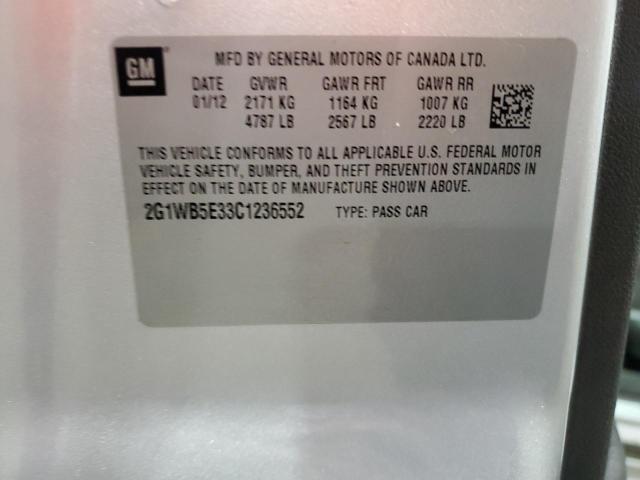 GM
MFD BY GENERAL MOTORS OF CANADA LTD.
DATE GVWR GAWR FRT GAWR RR
01/12 2171 KG 1164 KG 1007 KG
4787 LB 2567 LB 2220 LB
THIS VEHICLE CONFORMS TO ALL APPLICABLE U.S. FEDERAL MOTOR
VEHICLE SAFETY, BUMPER, AND THEFT PREVENTION STANDARDS IN
EFFECT ON THE DATE OF MANUFACTURE SHOWN ABOVE.
2G1WB5E33C1236552 TYPE: PASS CAR